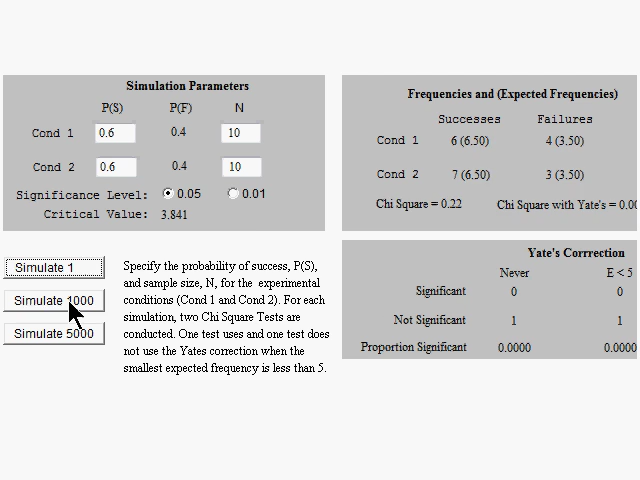 Simulation Parameters
P(S) P(F) N
Cond 1 0.6 0.4 10
Cond 2 0.6 0.4 10
Significance Level: 0.05 0.01
Critical Value: 3.841
Simulate 1
Simulate 1000
Simulate 5000
Specify the probability of success, P(S),
and sample size, N, for the experimental
conditions (Cond 1 and Cond 2). For each
simulation, two Chi Square Tests are
conducted. One test uses and one test does
not use the Yates correction when the
smallest expected frequency is less than 5.
Frequencies and (Expected Frequencies)
Successes Failures
Cond 1 6 (6.50) 4 (3.50)
Cond 2 7 (6.50) 3 (3.50)
Chi Square = 0.22 Chi Square with Yate's = 0.00
Yate's Corrrection
Never E < 5
Significant 0 0
Not Significant 1 1
Proportion Significant 0.0000 0.0000